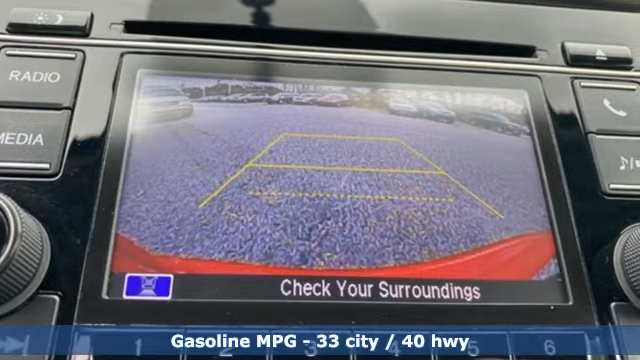 RADIO
MEDIA
Check Your Surroundings
Gasoline MPG - 33 city / 40 hwy
1 2 3 4 5 6